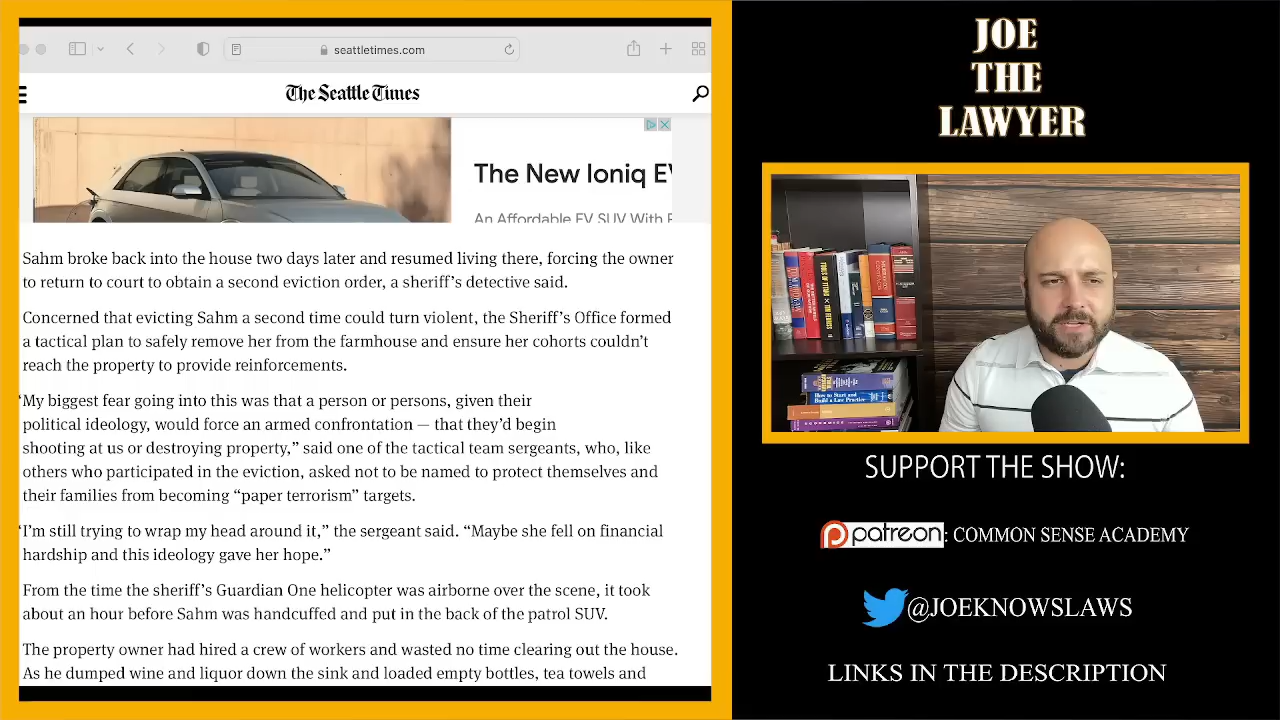 seattletimes.com
The Seattle Times
The New Ioniq EV
An Affordable EV SUV With
Sahm broke back into the house two days later and resumed living there, forcing the owner
to return to court to obtain a second eviction order, a sheriff's detective said.
Concerned that evicting Sahm a second time could turn violent, the Sheriff's Office formed
a tactical plan to safely remove her from the farmhouse and ensure her cohorts couldn't
reach the property to provide reinforcements.
“My biggest fear going into this was that a person or persons, given their
political ideology, would force an armed confrontation — that they'd begin
shooting at us or destroying property,” said one of the tactical team sergeants, who, like
others who participated in the eviction, asked not to be named to protect themselves and
their families from becoming “paper terrorism” targets.
“I'm still trying to wrap my head around it,” the sergeant said. “Maybe she fell on financial
hardship and this ideology gave her hope.”
From the time the sheriff's Guardian One helicopter was airborne over the scene, it took
about an hour before Sahm was handcuffed and put in the back of the patrol SUV.
The property owner had hired a crew of workers and wasted no time clearing out the house.
As he dumped wine and liquor down the sink and loaded empty bottles, tea towels and
JOE
THE
LAWYER
How to Start and
Build a Law Practice
SUPPORT THE SHOW:
patreon: COMMON SENSE ACADEMY
@JOEKNOWSLAWS
LINKS IN THE DESCRIPTION